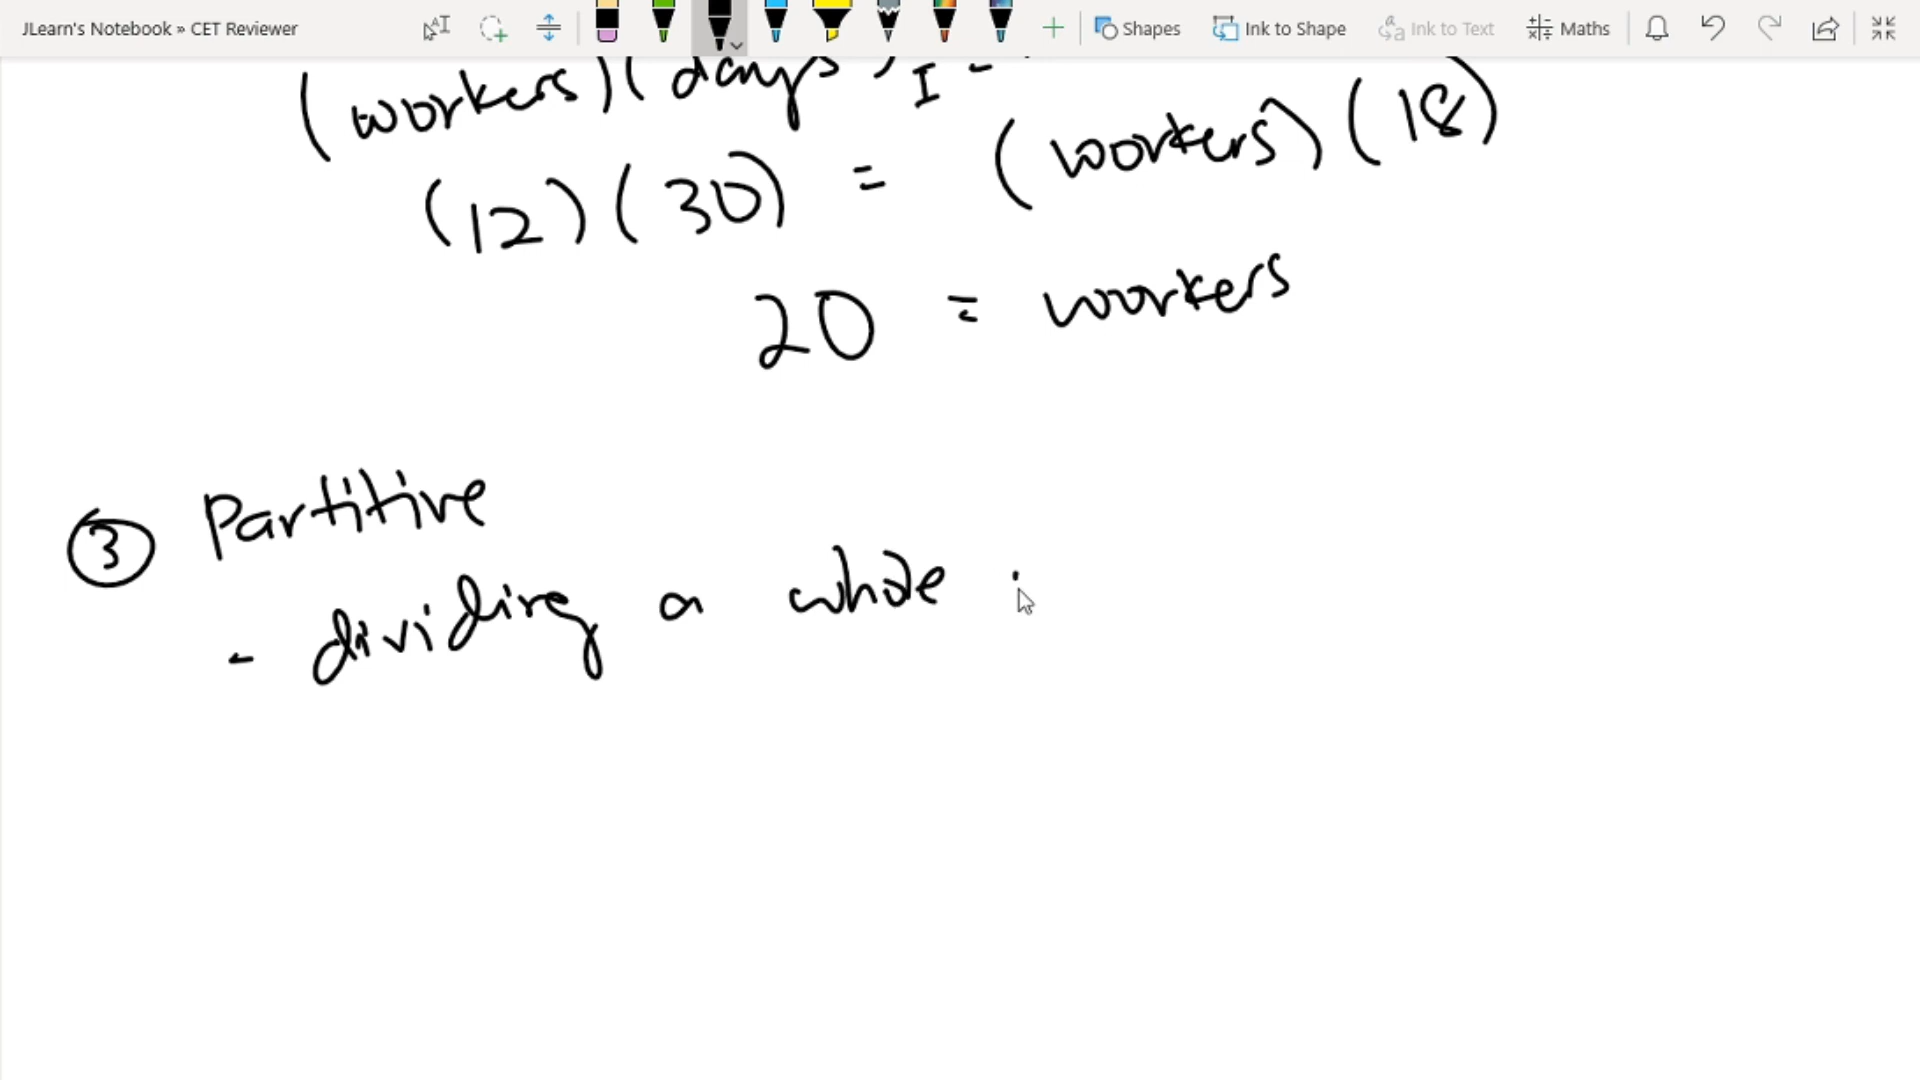 JLearn's Notebook » CET Reviewer Shapes Ink to Shape Ink to Text Maths
(workers)(days)I =
(12)(30) = (workers)(18)
20 = workers
③ Partitive
- dividing a whole